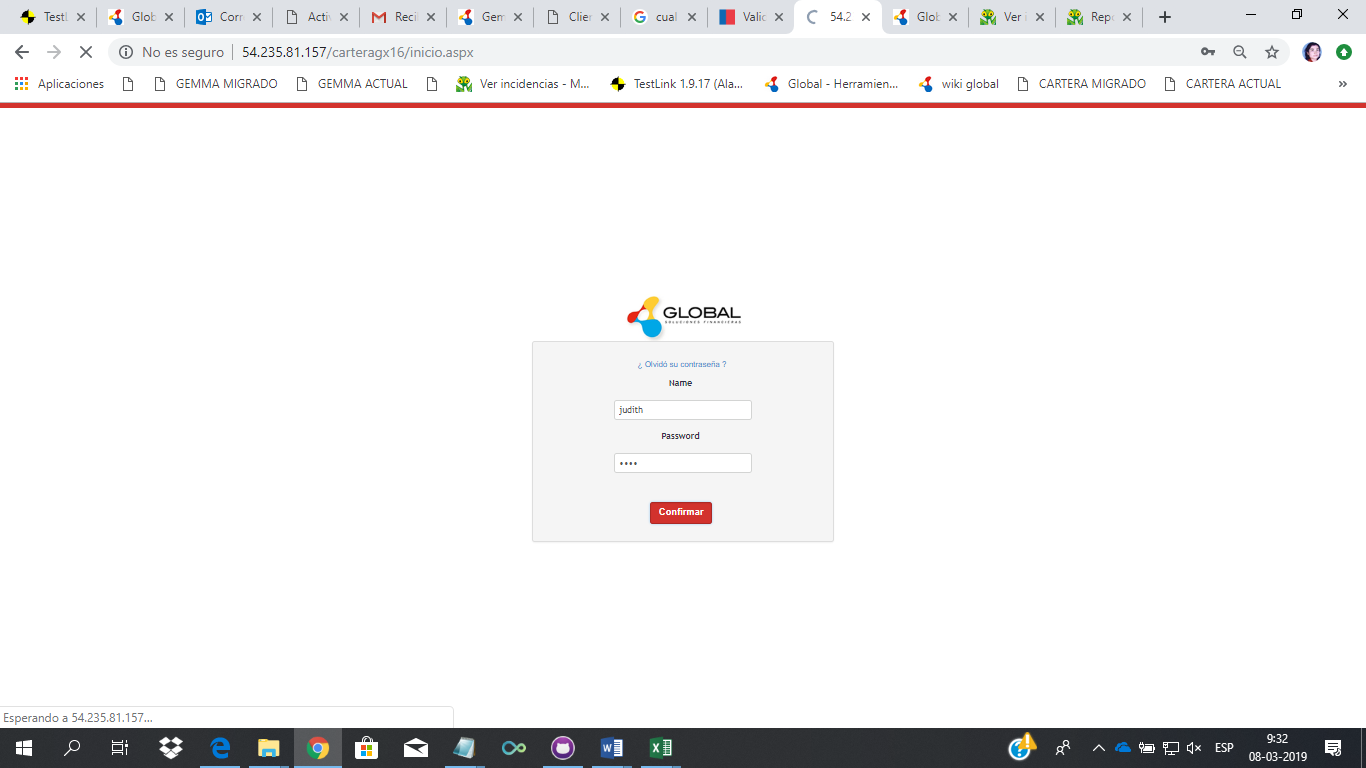 TestL
Glob
Corre
Activ
Recib
Gem
Clien
cual
Valic
54.2
Glob
Ver i
Repo
No es seguro
54.235.81.157/carteragx16/inicio.aspx
Aplicaciones
GEMMA MIGRADO
GEMMA ACTUAL
Ver incidencias - M...
TestLink 1.9.17 (Ala...
Global - Herramien...
wiki global
CARTERA MIGRADO
CARTERA ACTUAL
GLOBAL
SOLUCIONES FINANCIERAS
¿ Olvidó su contraseña ?
Name
judith
Password
••••
Confirmar
Esperando a 54.235.81.157...
ESP
9:32
08-03-2019